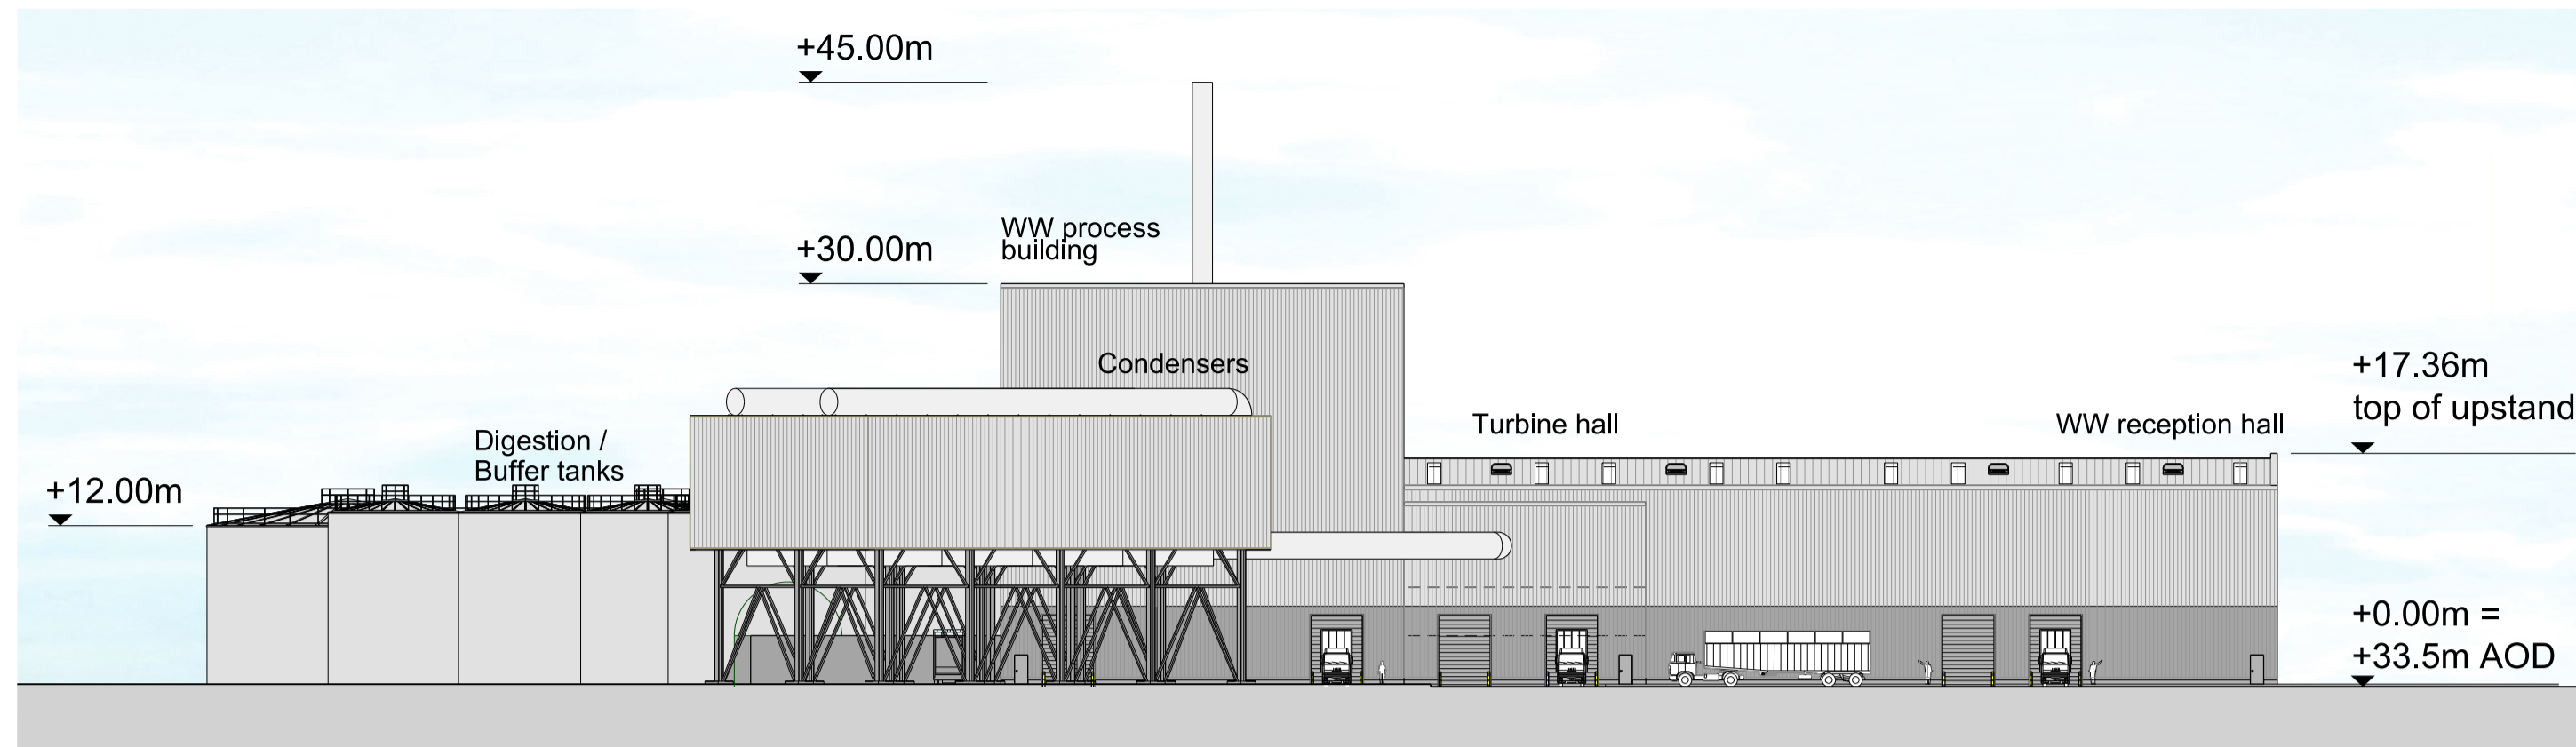 +45.00m
WW process
building
+30.00m
Condensers
+17.36m
top of upstand
Turbine hall
WW reception hall
Digestion /
Buffer tanks
+12.00m
+0.00m =
+33.5m AOD